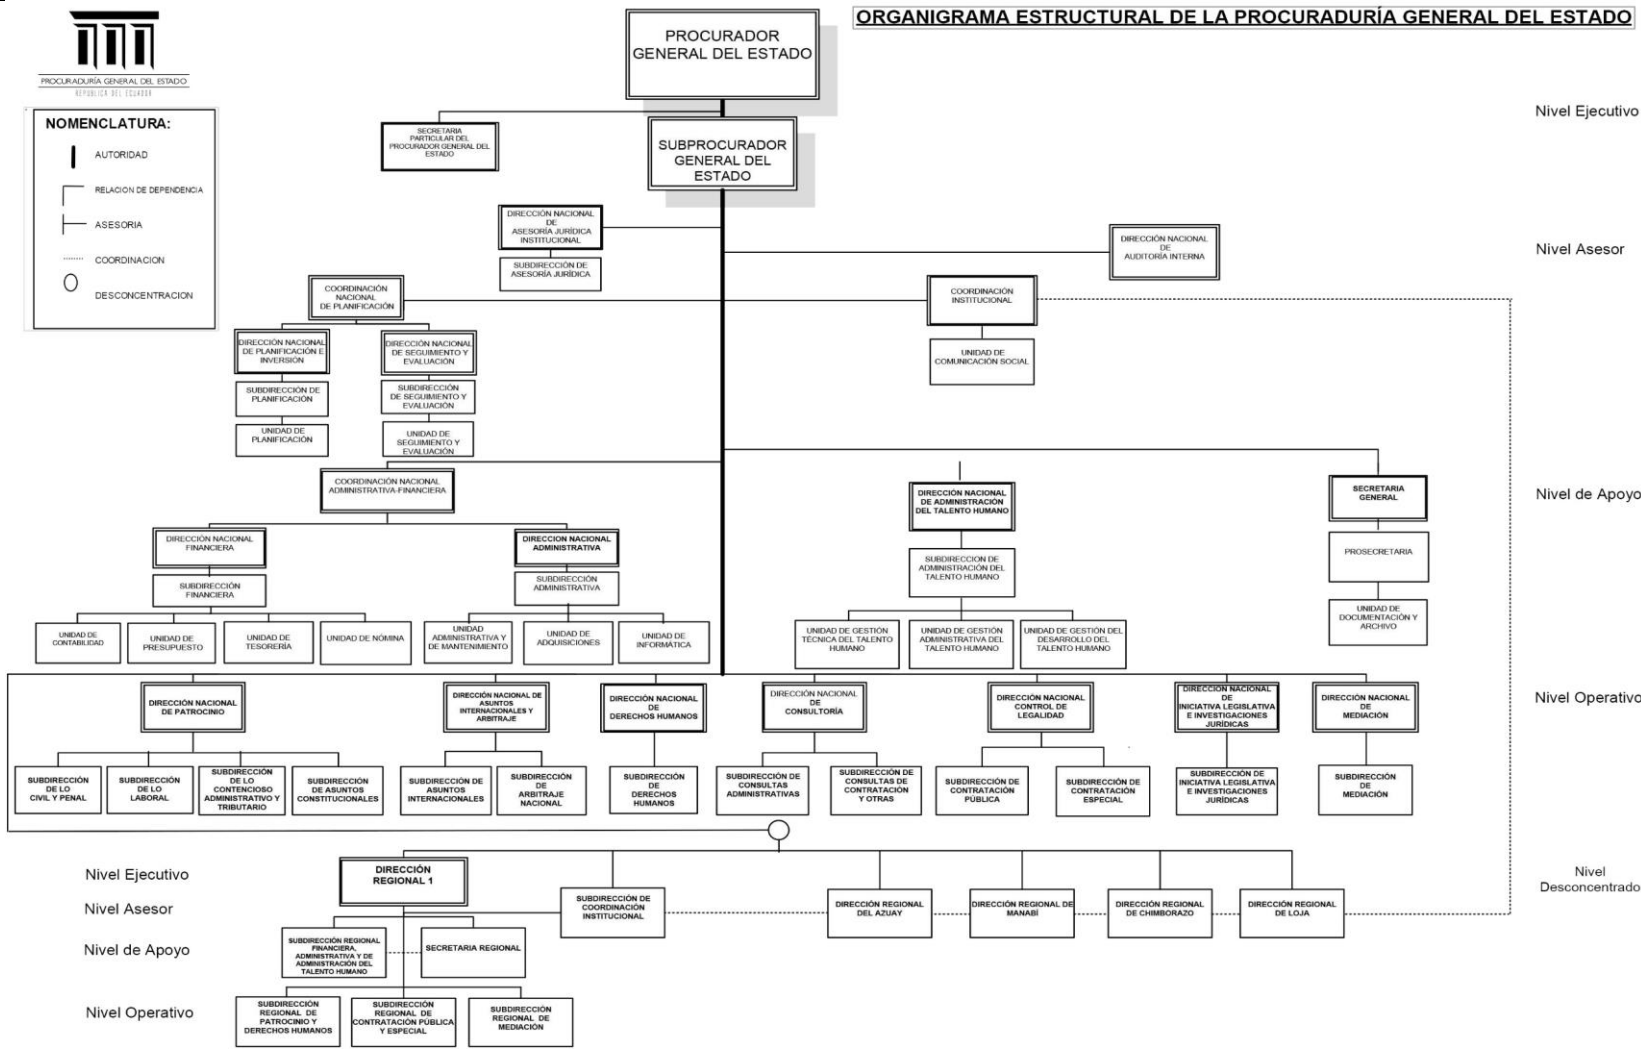 ORGANIGRAMA ESTRUCTURAL DE LA PROCURADURÍA GENERAL DEL ESTADO
PROCURADURÍA GENERAL DEL ESTADO
REPÚBLICA DEL ECUADOR
NOMENCLATURA:
AUTORIDAD
RELACION DE DEPENDENCIA
ASESORIA
COORDINACION
DESCONCENTRACION
PROCURADOR
GENERAL DEL ESTADO
Nivel Ejecutivo
SECRETARIA
PARTICULAR DEL
PROCURADOR GENERAL DEL
ESTADO
SUBPROCURADOR
GENERAL DEL
ESTADO
DIRECCIÓN NACIONAL
DE
ASESORÍA JURÍDICA
INSTITUCIONAL
SUBDIRECCIÓN DE
ASESORÍA JURÍDICA
DIRECCIÓN NACIONAL
DE
AUDITORÍA INTERNA
Nivel Asesor
COORDINACIÓN
NACIONAL
DE PLANIFICACIÓN
COORDINACIÓN
INSTITUCIONAL
UNIDAD DE
COMUNICACIÓN SOCIAL
DIRECCIÓN NACIONAL
DE PLANIFICACIÓN E
INVERSIÓN
DIRECCIÓN NACIONAL
DE SEGUIMIENTO Y
EVALUACIÓN
SUBDIRECCIÓN DE
PLANIFICACIÓN
SUBDIRECCIÓN
DE SEGUIMIENTO Y
EVALUACIÓN
UNIDAD DE
PLANIFICACIÓN
UNIDAD DE
SEGUIMIENTO Y
EVALUACIÓN
COORDINACIÓN NACIONAL
ADMINISTRATIVA-FINANCIERA
DIRECCIÓN NACIONAL
DE ADMINISTRACIÓN
DEL TALENTO HUMANO
SECRETARIA
GENERAL
Nivel de Apoyo
DIRECCIÓN NACIONAL
FINANCIERA
DIRECCION NACIONAL
ADMINISTRATIVA
SUBDIRECCION DE
ADMINISTRACIÓN DEL
TALENTO HUMANO
PROSECRETARIA
SUBDIRECCIÓN
FINANCIERA
SUBDIRECCIÓN
ADMINISTRATIVA
UNIDAD DE
DOCUMENTACIÓN Y
ARCHIVO
UNIDAD DE
CONTABILIDAD
UNIDAD DE
PRESUPUESTO
UNIDAD DE
TESORERÍA
UNIDAD DE NÓMINA
UNIDAD
ADMINISTRATIVA Y
DE MANTENIMIENTO
UNIDAD DE
ADQUISICIONES
UNIDAD DE
INFORMÁTICA
UNIDAD DE GESTIÓN
TÉCNICA DEL TALENTO
HUMANO
UNIDAD DE GESTIÓN
ADMINISTRATIVA DEL
TALENTO HUMANO
UNIDAD DE GESTIÓN DEL
DESARROLLO DEL
TALENTO HUMANO
DIRECCIÓN NACIONAL
DE PATROCINIO
DIRECCIÓN NACIONAL DE
ASUNTOS
INTERNACIONALES Y
ARBITRAJE
DIRECCIÓN NACIONAL
DE
DERECHOS HUMANOS
DIRECCIÓN NACIONAL
DE
CONSULTORÍA
DIRECCIÓN NACIONAL
CONTROL DE
LEGALIDAD
DIRECCION NACIONAL
DE
INICIATIVA LEGISLATIVA
E INVESTIGACIONES
JURÍDICAS
DIRECCIÓN NACIONAL
DE
MEDIACIÓN
Nivel Operativo
SUBDIRECCIÓN
DE LO
CIVIL Y PENAL
SUBDIRECCIÓN
DE LO
LABORAL
SUBDIRECCIÓN
DE LO
CONTENCIOSO
ADMINISTRATIVO Y
TRIBUTARIO
SUBDIRECCIÓN
DE ASUNTOS
CONSTITUCIONALES
SUBDIRECCIÓN DE
ASUNTOS
INTERNACIONALES
SUBDIRECCIÓN
DE
ARBITRAJE
NACIONAL
SUBDIRECCIÓN
DE
DERECHOS
HUMANOS
SUBDIRECCIÓN DE
CONSULTAS
ADMINISTRATIVAS
SUBDIRECCIÓN DE
CONSULTAS DE
CONTRATACIÓN
Y OTRAS
SUBDIRECCIÓN DE
CONTRATACIÓN
PÚBLICA
SUBDIRECCIÓN DE
CONTRATACIÓN
ESPECIAL
SUBDIRECCIÓN DE
INICIATIVA LEGISLATIVA
E INVESTIGACIONES
JURÍDICAS
SUBDIRECCIÓN
DE
MEDIACIÓN
Nivel Ejecutivo
DIRECCIÓN
REGIONAL 1
Nivel
Desconcentrado
Nivel Asesor
SUBDIRECCIÓN DE
COORDINACIÓN
INSTITUCIONAL
DIRECCIÓN REGIONAL
DEL AZUAY
DIRECCIÓN REGIONAL DE
MANABÍ
DIRECCIÓN REGIONAL
DE CHIMBORAZO
DIRECCIÓN REGIONAL
DE LOJA
Nivel de Apoyo
SUBDIRECCIÓN REGIONAL
FINANCIERA,
ADMINISTRATIVA Y DE
ADMINISTRACIÓN DEL
TALENTO HUMANO
SECRETARIA REGIONAL
Nivel Operativo
SUBDIRECCIÓN
REGIONAL DE
PATROCINIO Y
DERECHOS HUMANOS
SUBDIRECCIÓN
REGIONAL DE
CONTRATACIÓN PÚBLICA
Y ESPECIAL
SUBDIRECCIÓN
REGIONAL DE
MEDIACIÓN